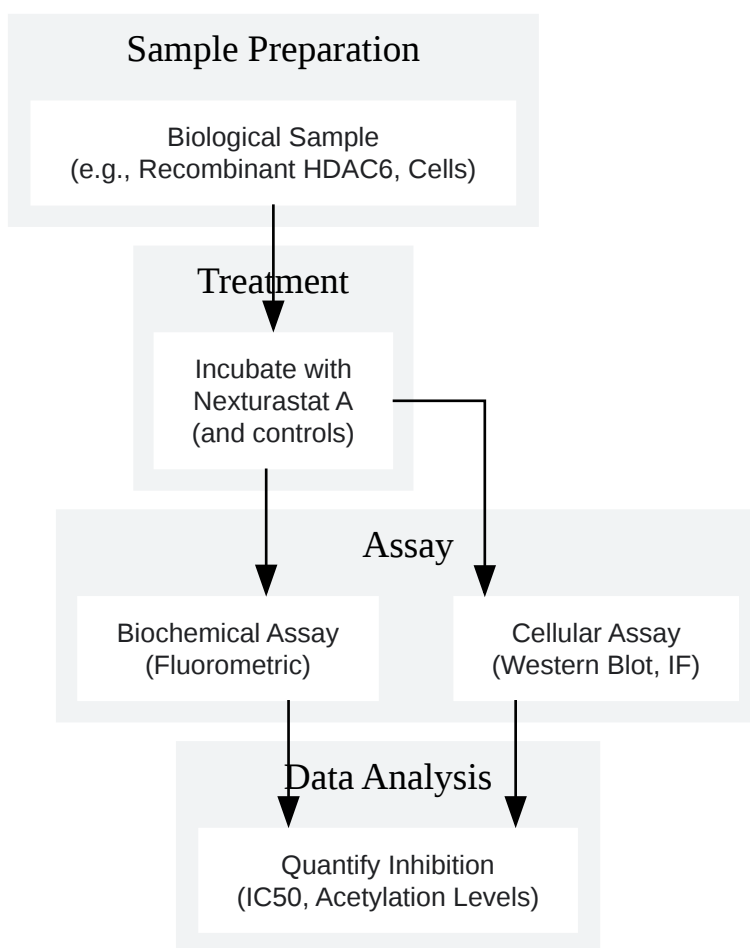 Sample Preparation
Biological Sample
(e.g., Recombinant HDAC6, Cells)
Treatment
Incubate with
Nexturastat A
(and controls)
Assay
Biochemical Assay
(Fluorometric)
Cellular Assay
(Western Blot, IF)
Data Analysis
Quantify Inhibition
(IC50, Acetylation Levels)